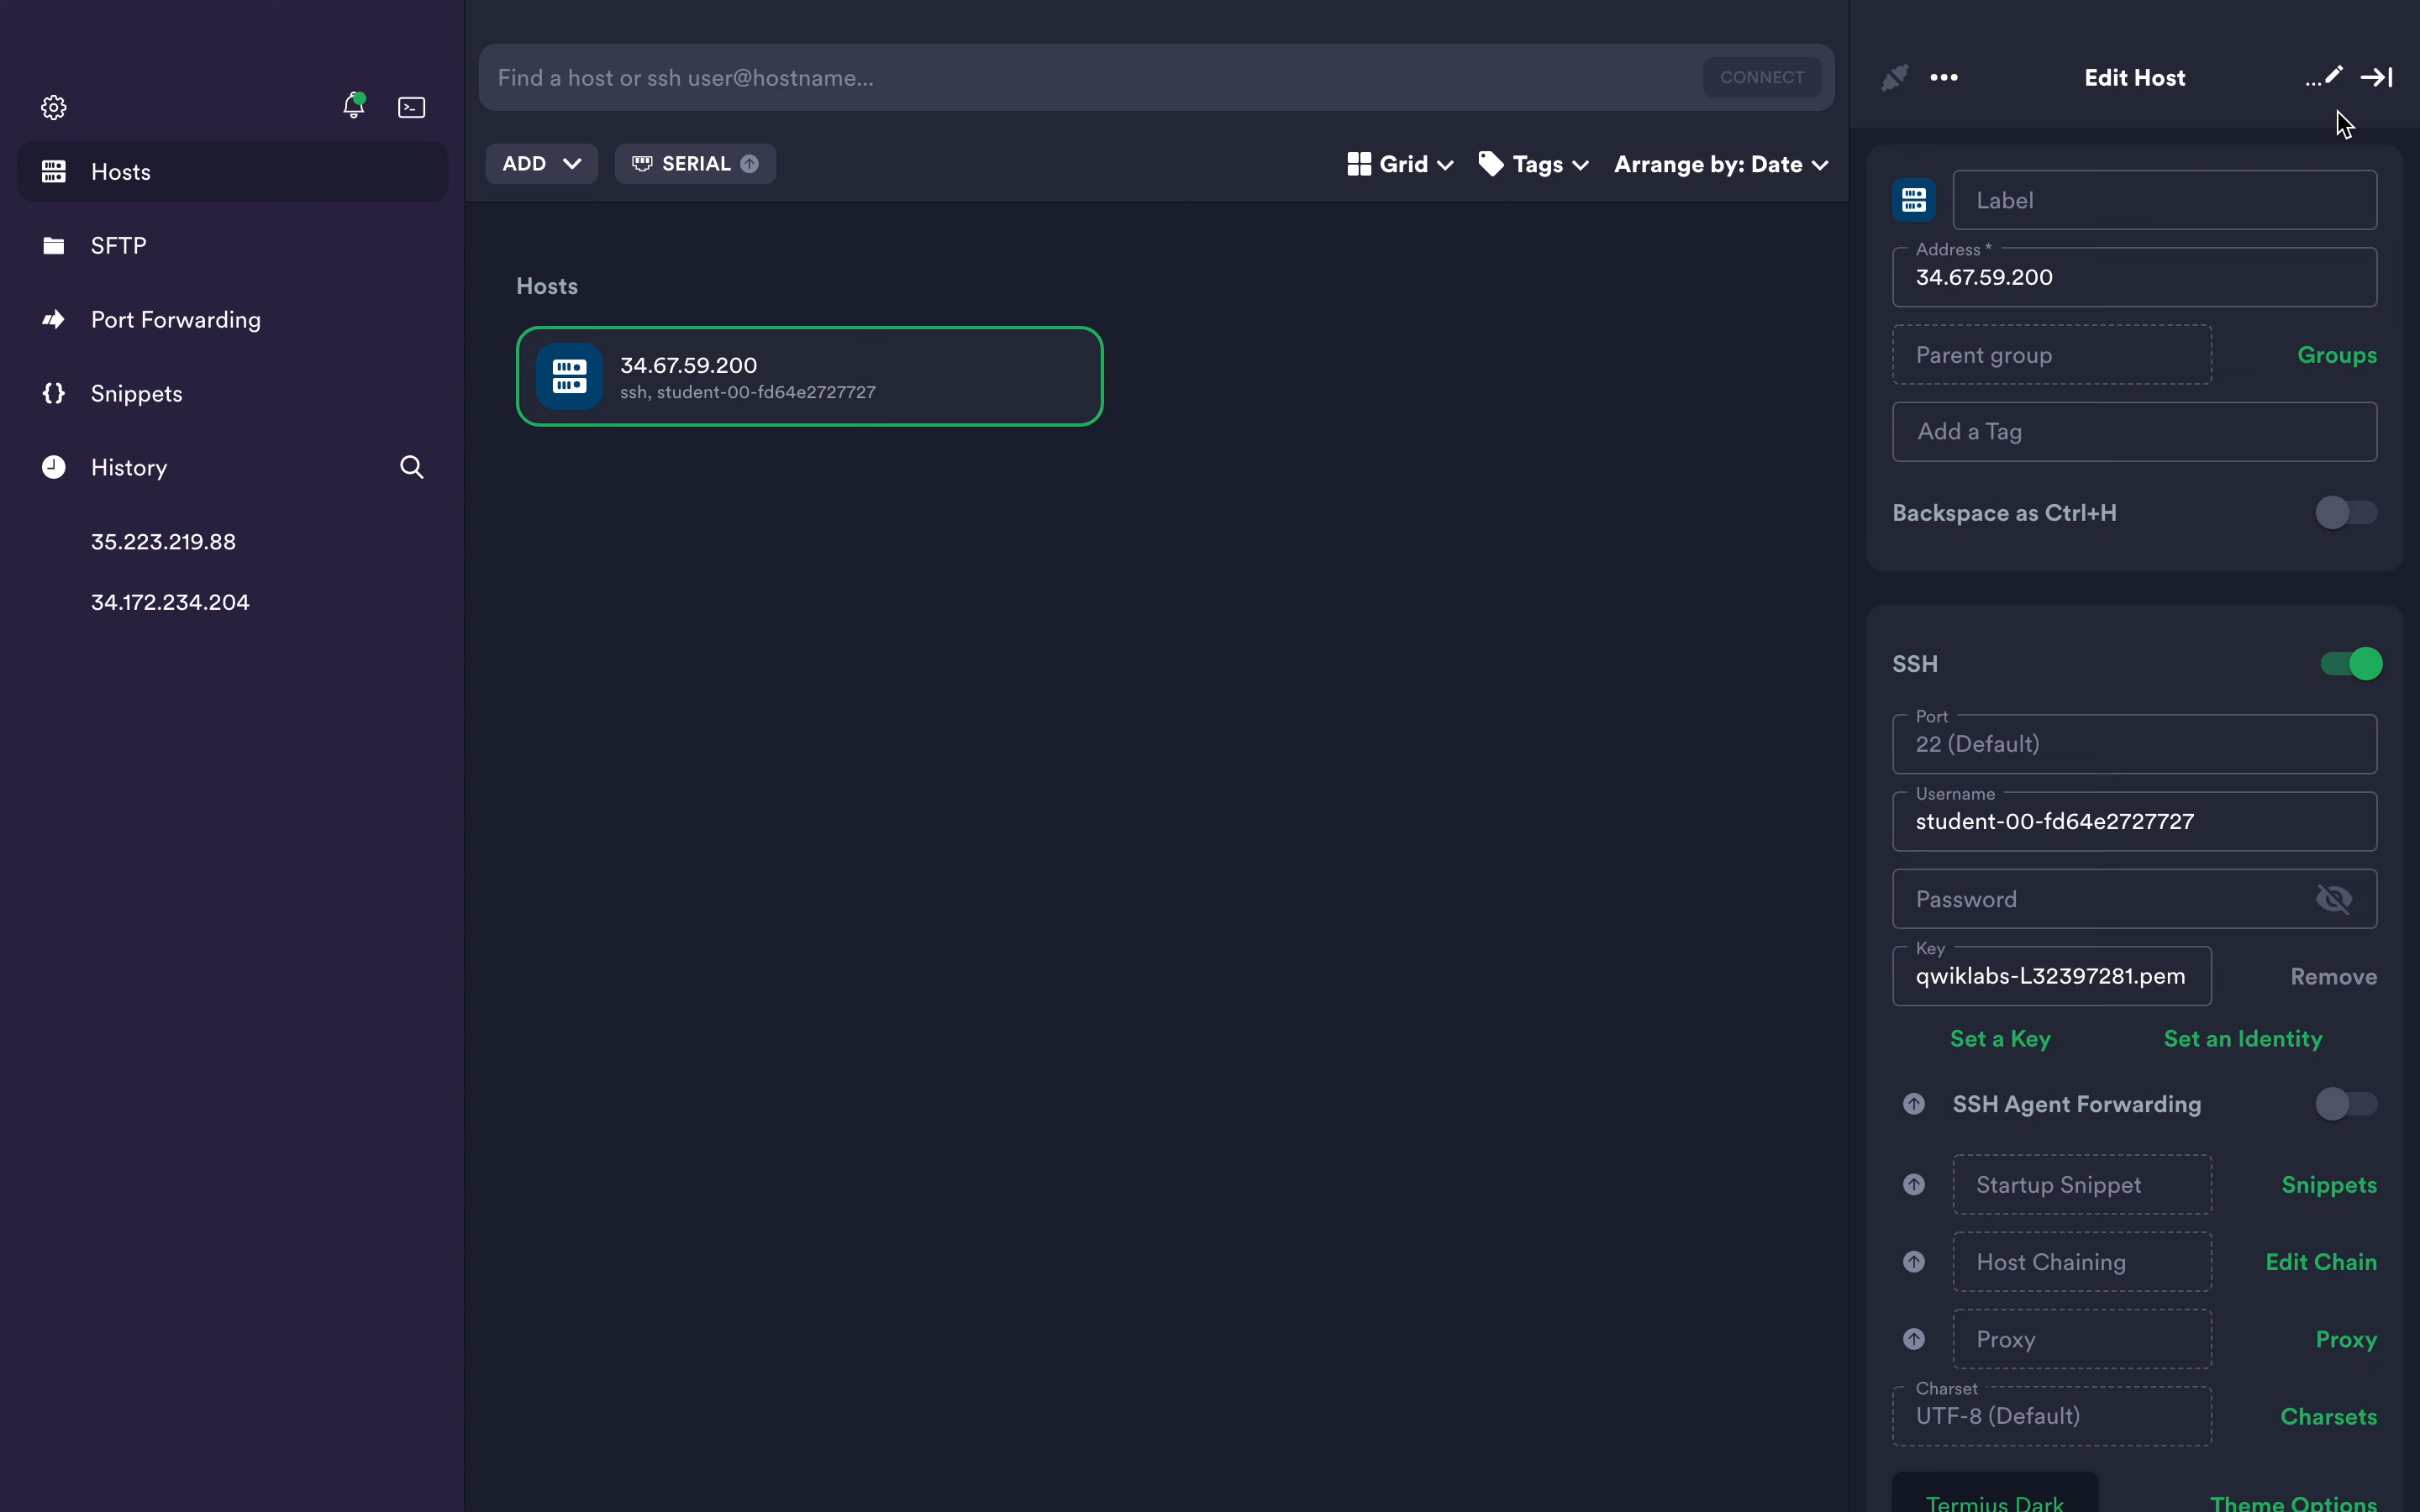 Hosts
SFTP
Port Forwarding
Snippets
History
35.223.219.88
34.172.234.204
Find a host or ssh user@hostname...
CONNECT
ADD
SERIAL
Grid
Tags
Arrange by: Date
Hosts
34.67.59.200
ssh, student-00-fd64e2727727
Edit Host
Label
Address *
34.67.59.200
Parent group
Groups
Add a Tag
Backspace as Ctrl+H
SSH
Port
22 (Default)
Username
student-00-fd64e2727727
Password
Key
qwiklabs-L32397281.pem
Remove
Set a Key
Set an Identity
SSH Agent Forwarding
Startup Snippet
Snippets
Host Chaining
Edit Chain
Proxy
Proxy
Charset
UTF-8 (Default)
Charsets
Termius Dark
Theme Options